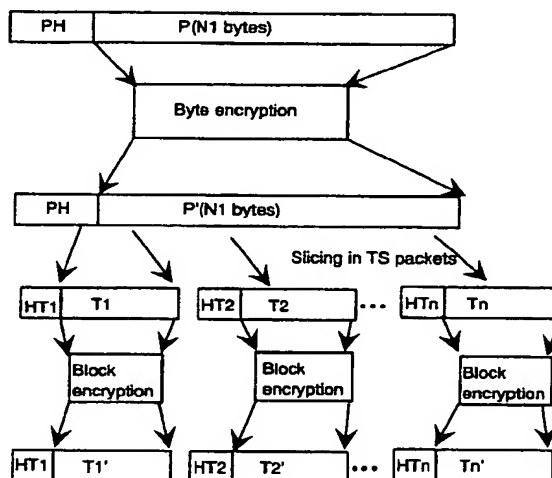 PH P(N1 bytes)
Byte encryption
PH P'(N1 bytes)
Slicing in TS packets
HT1 T1 HT2 T2 ... HTn Tn
Block encryption Block encryption Block encryption
HT1 T1' HT2 T2' ... HTn Tn'